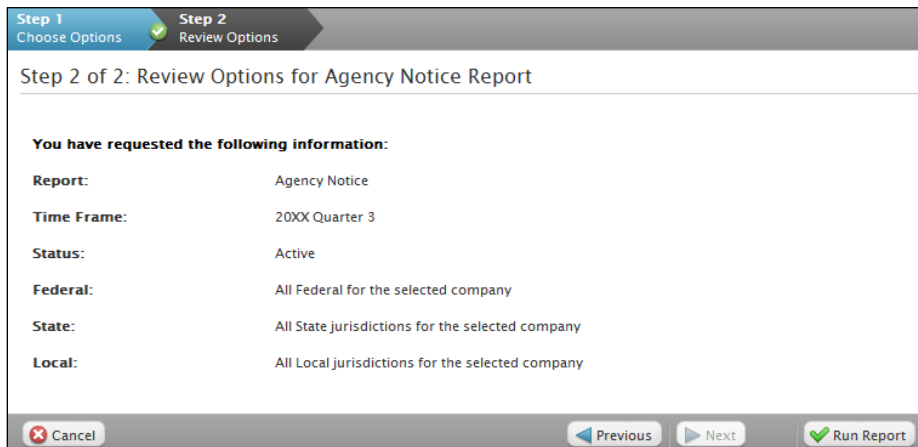 Step 1 Step 2
Choose Options Review Options
Step 2 of 2: Review Options for Agency Notice Report
You have requested the following information:
Report: Agency Notice
Time Frame: 20XX Quarter 3
Status: Active
Federal: All Federal for the selected company
State: All State jurisdictions for the selected company
Local: All Local jurisdictions for the selected company
Cancel Previous Next Run Report